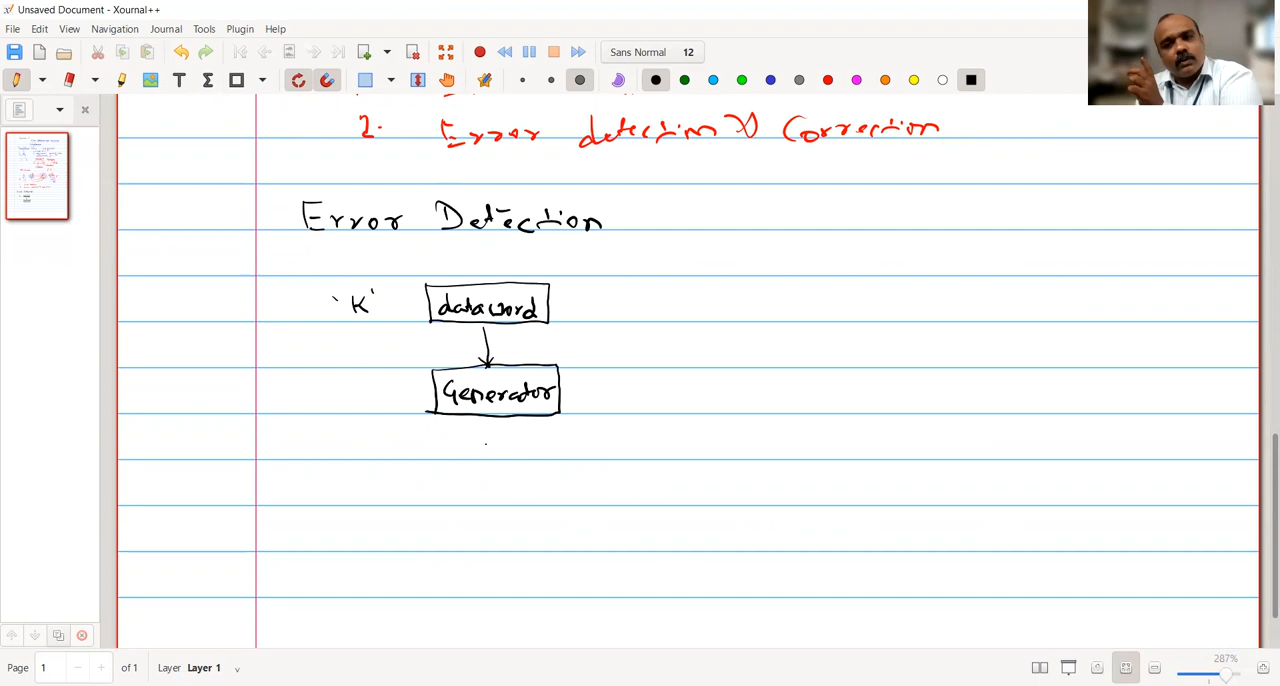 Unsaved Document - Xournal++
File Edit View Navigation Journal Tools Plugin Help
Sans Normal 12
2. Error detection & Correction
Error Detection
'K' dataword
Generator
Page 1 of 1 Layer Layer 1 287%